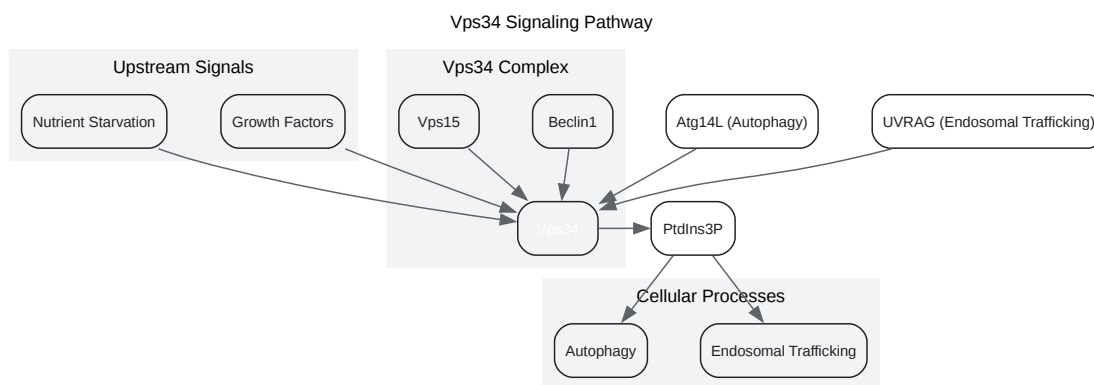 Vps34 Signaling Pathway
Upstream Signals
Vps34 Complex
Nutrient Starvation
Growth Factors
Vps15
Beclin1
Atg14L (Autophagy)
UVRAG (Endosomal Trafficking)
Vps34
PtdIns3P
Cellular Processes
Autophagy
Endosomal Trafficking